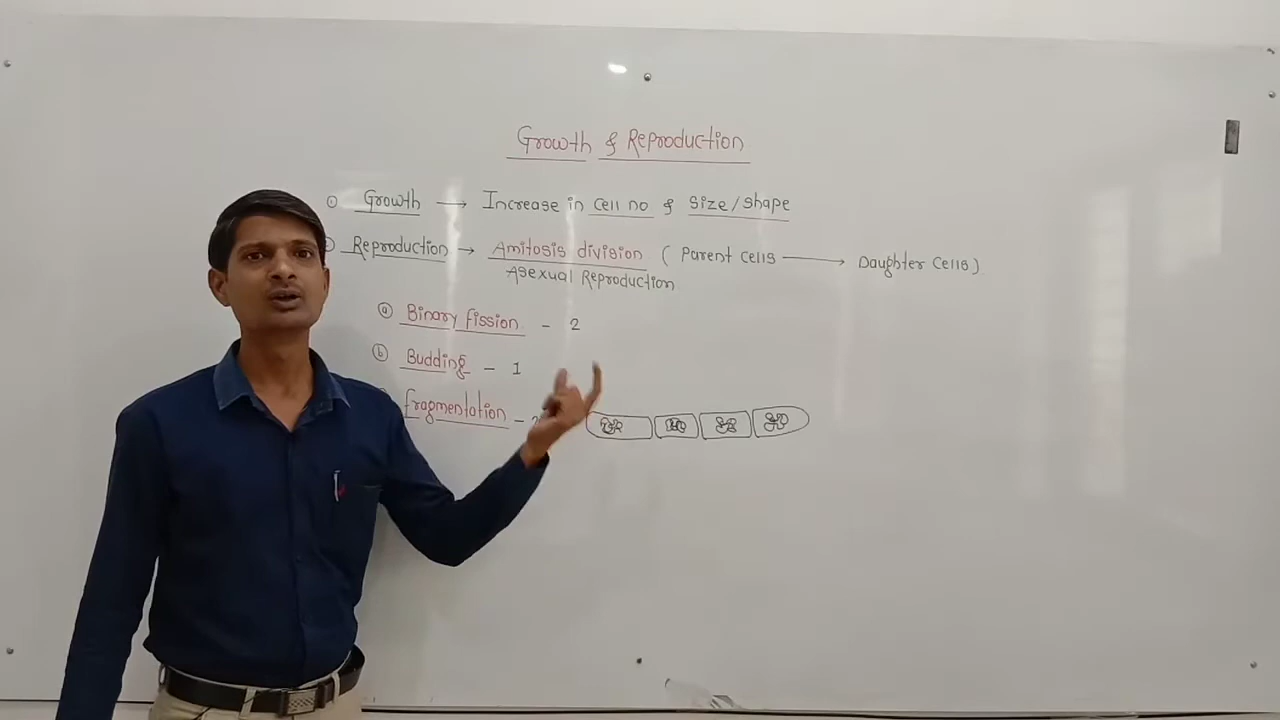 Growth & Reproduction
① Growth → Increase in Cell no & Size/shape
Reproduction → Amitosis division ( Parent Cells → Daughter Cells)
Asexual Reproduction
ⓐ Binary fission - 2
ⓑ Budding - 1
fragmentation -